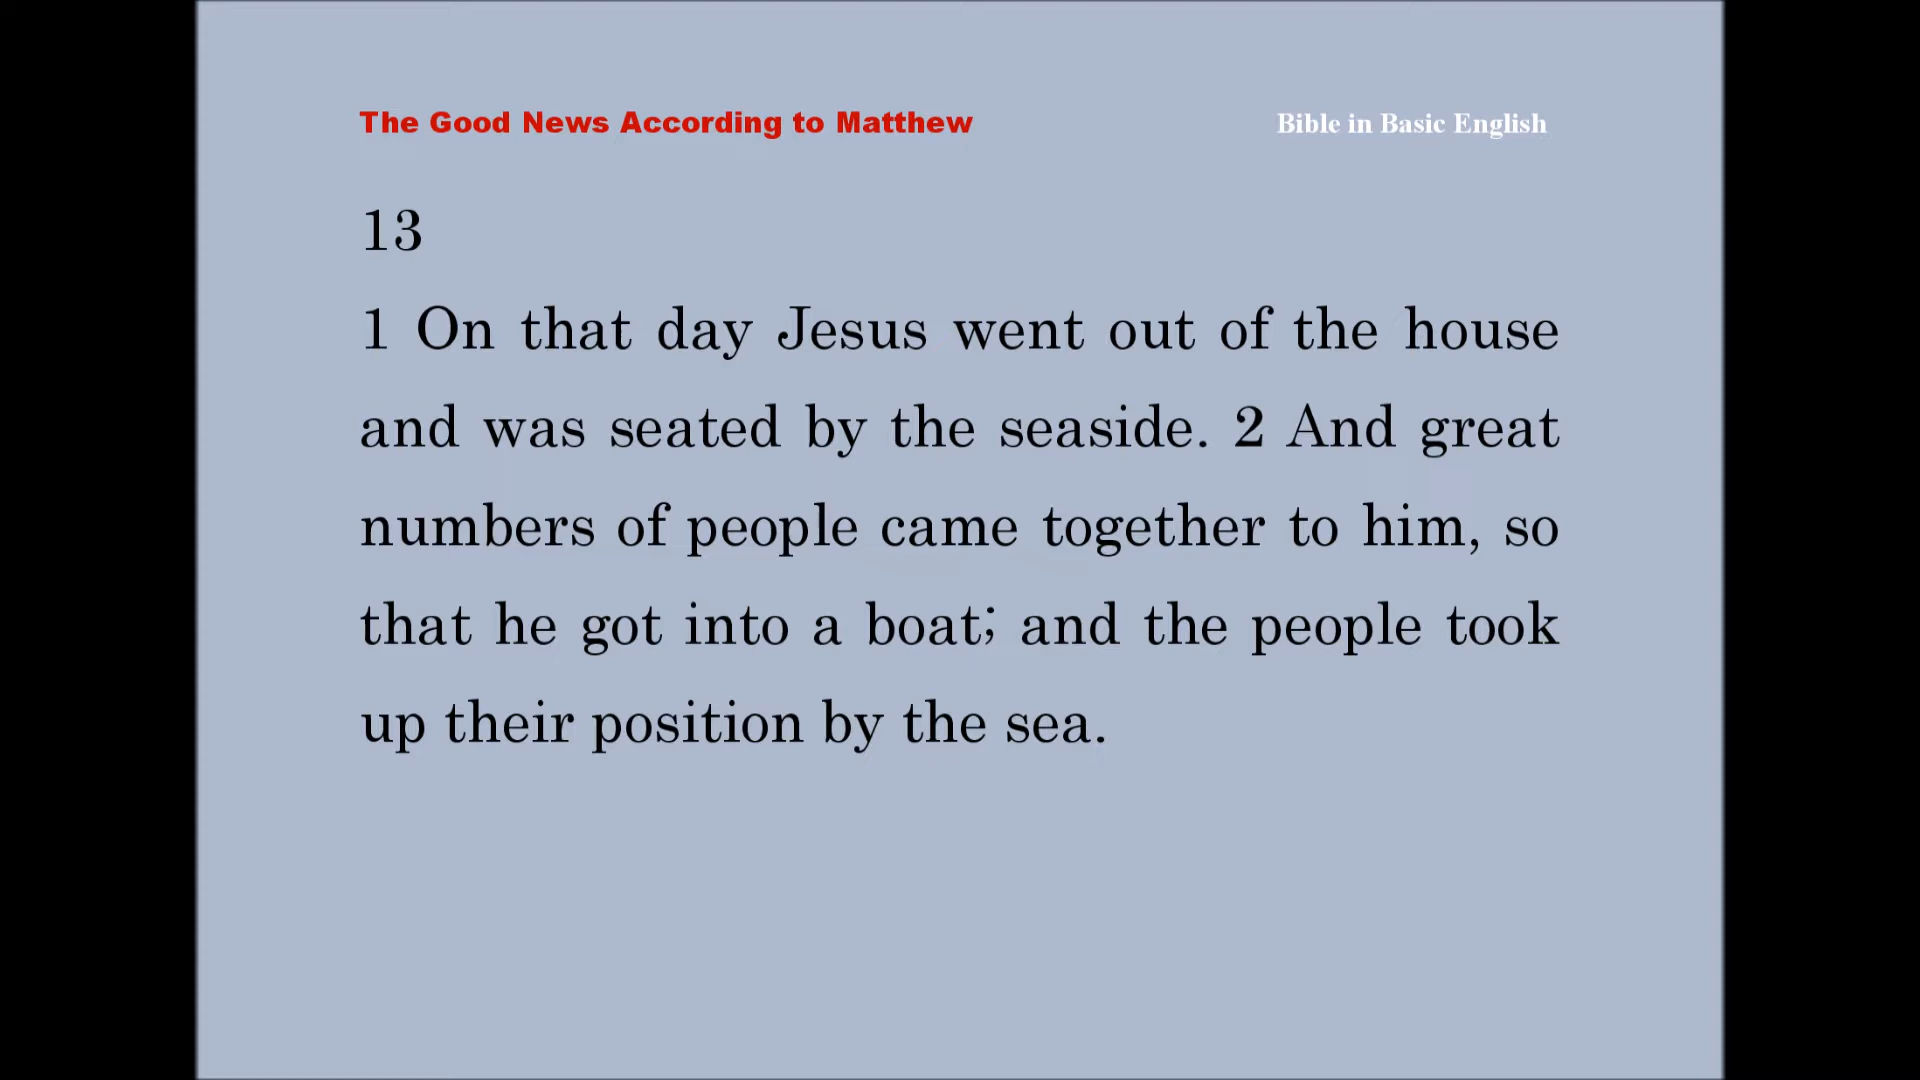 The Good News According to Matthew
Bible in Basic English
13
1 On that day Jesus went out of the house
and was seated by the seaside. 2 And great
numbers of people came together to him, so
that he got into a boat; and the people took
up their position by the sea.